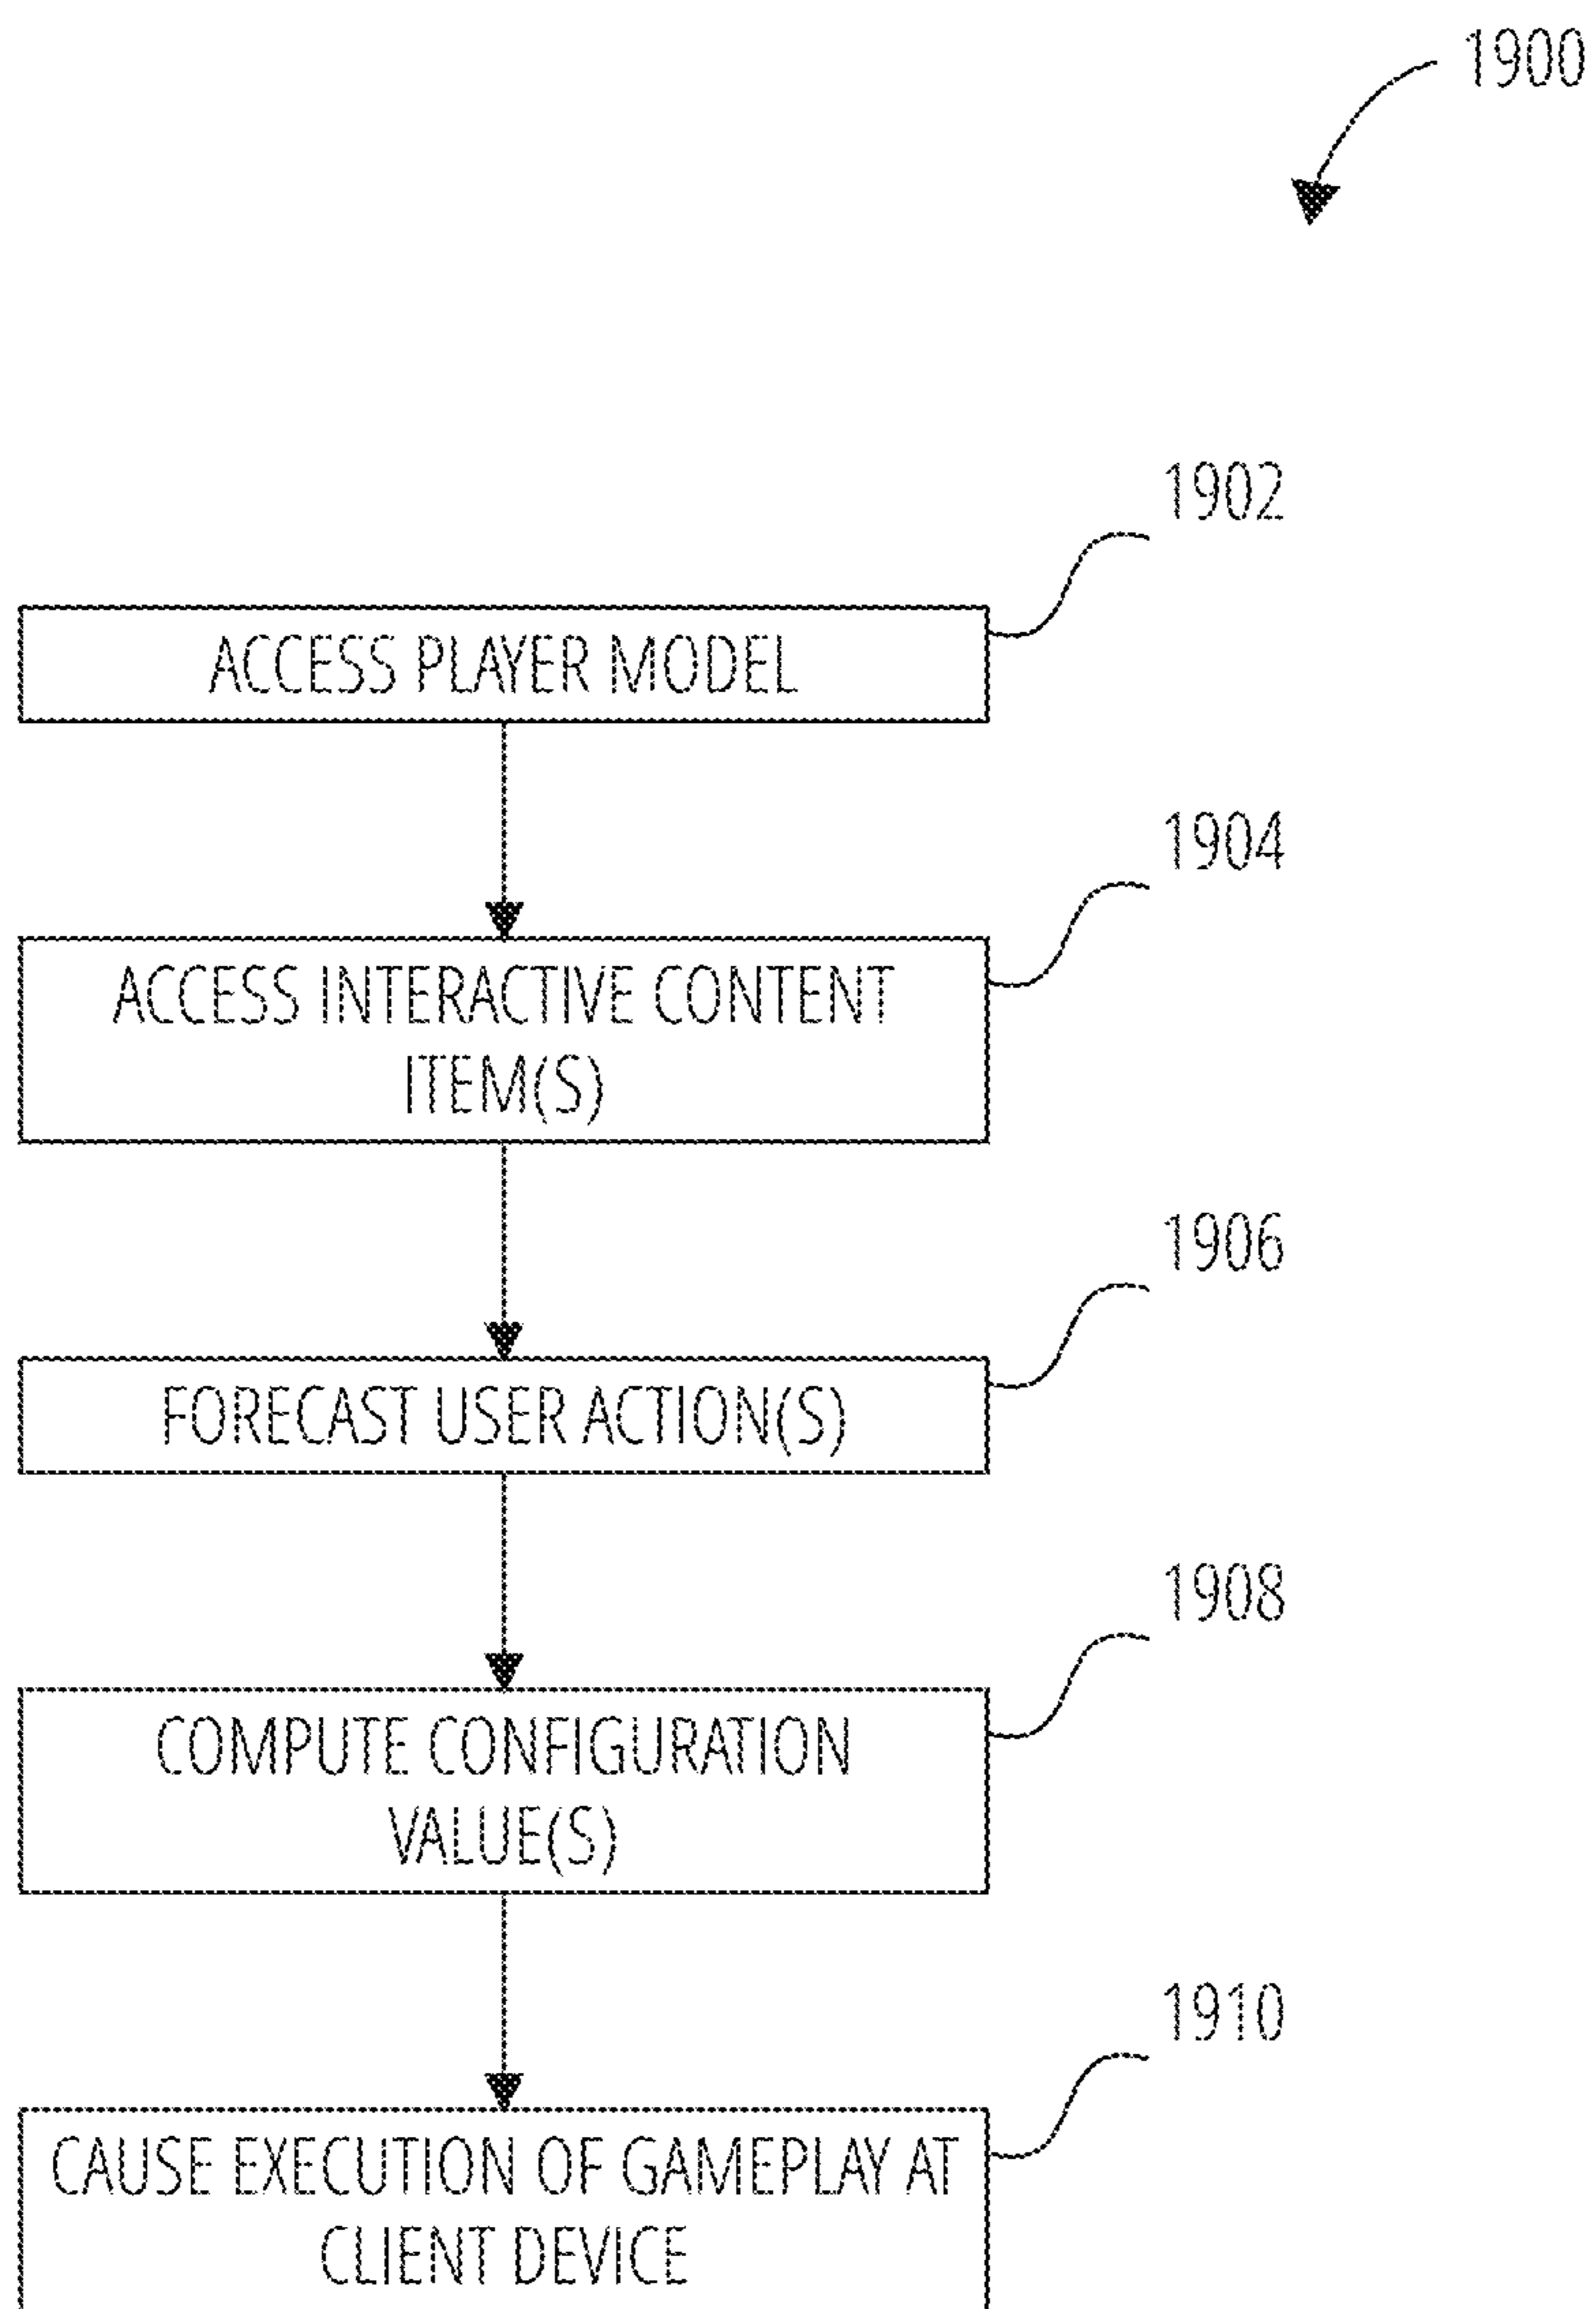 1900
1902
ACCESS PLAYER MODEL
1904
ACCESS INTERACTIVE CONTENT
ITEM(S)
1906
FORECAST USER ACTION(S)
1908
COMPUTE CONFIGURATION
VALUE(S)
1910
CAUSE EXECUTION OF GAMEPLAY AT
CLIENT DEVICE